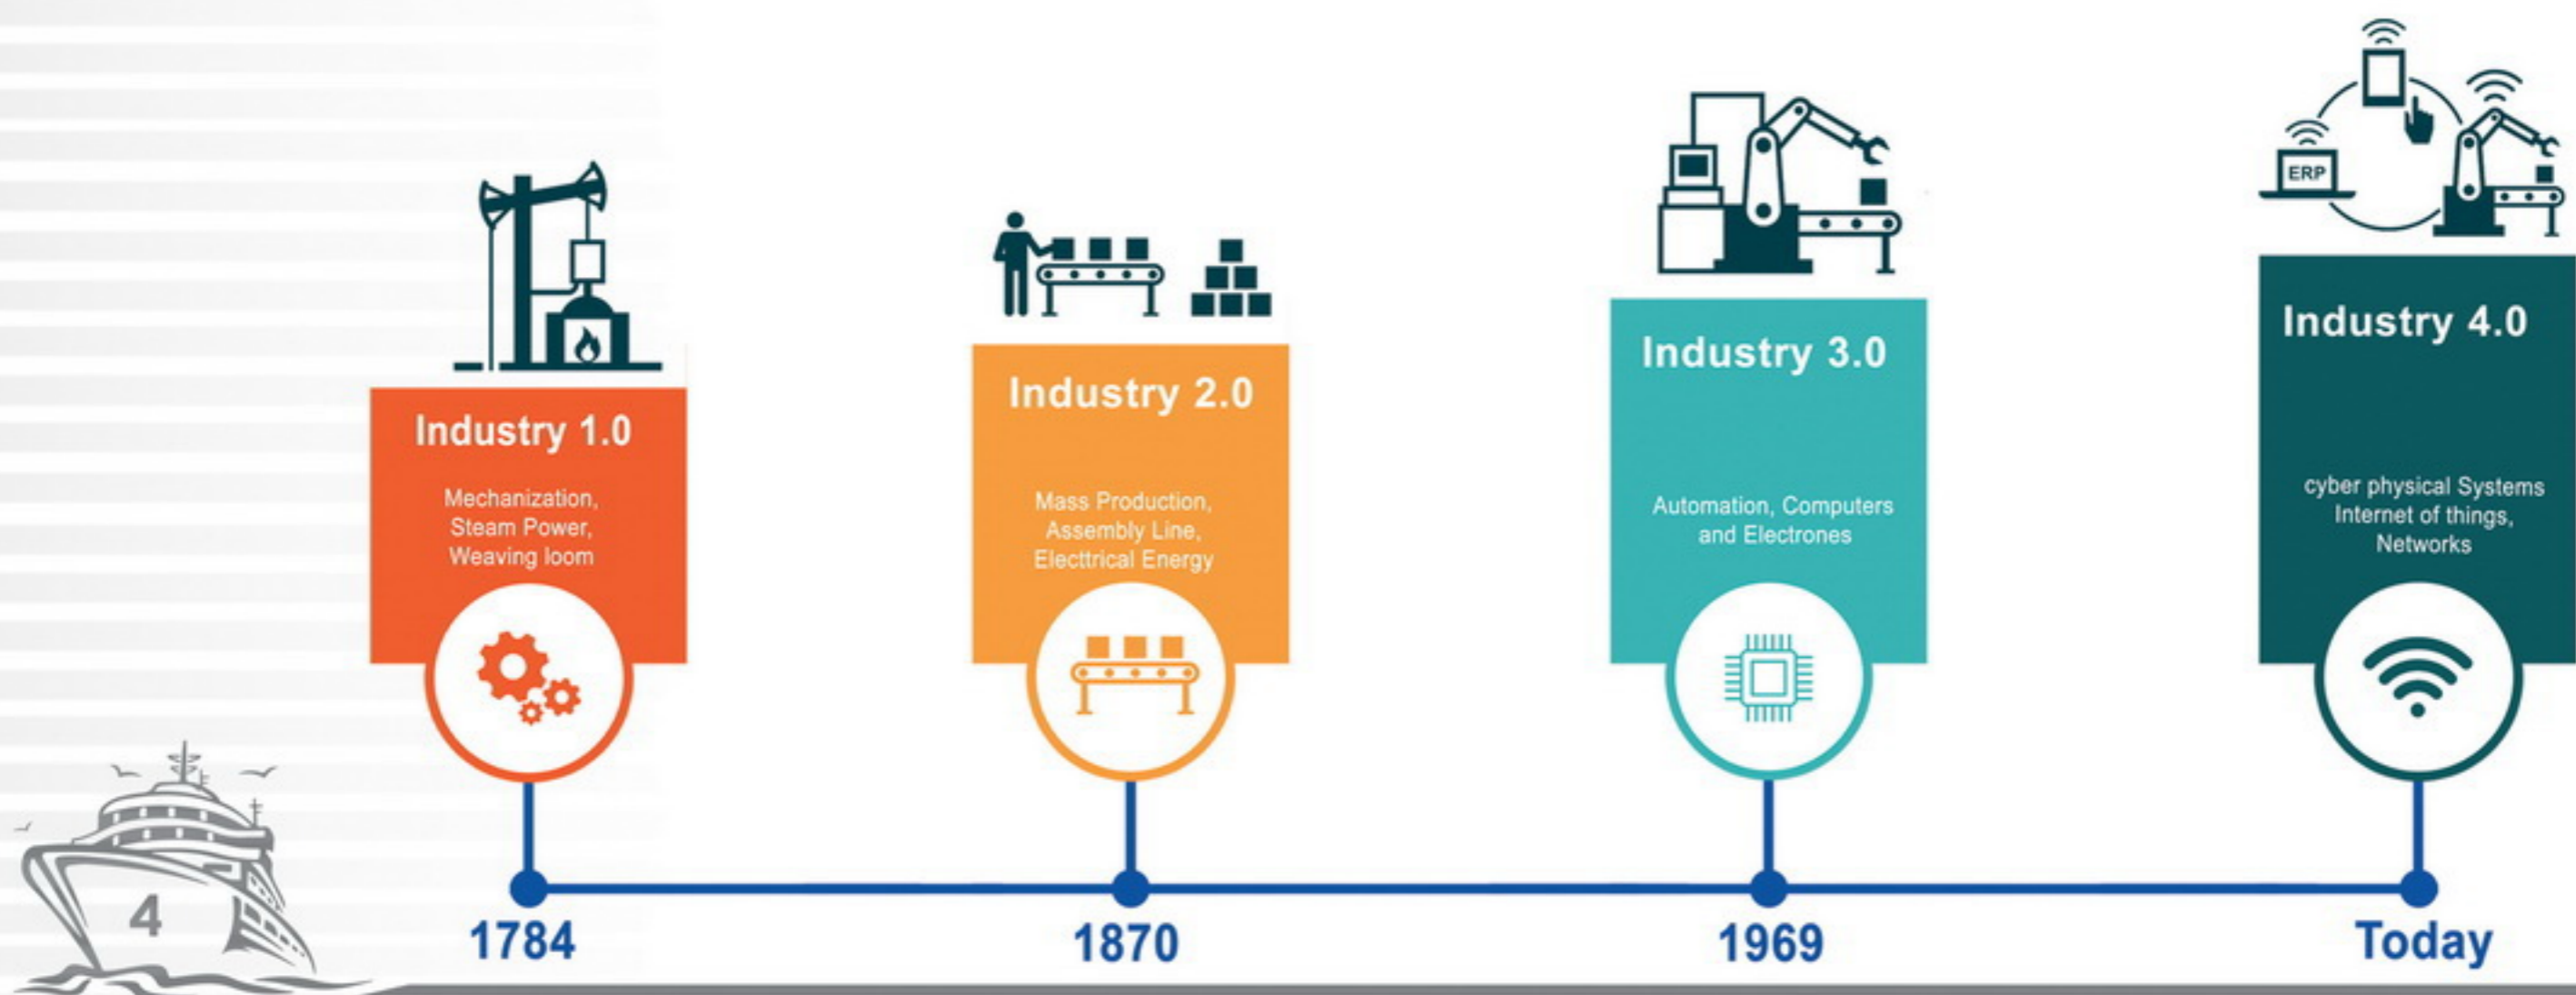 ERP
Industry 1.0
Mechanization,
Steam Power,
Weaving loom
Industry 2.0
Mass Production,
Assembly Line,
Electtrical Energy
Industry 3.0
Automation, Computers
and Electrones
Industry 4.0
cyber physical Systems
Internet of things,
Networks
4
1784
1870
1969
Today